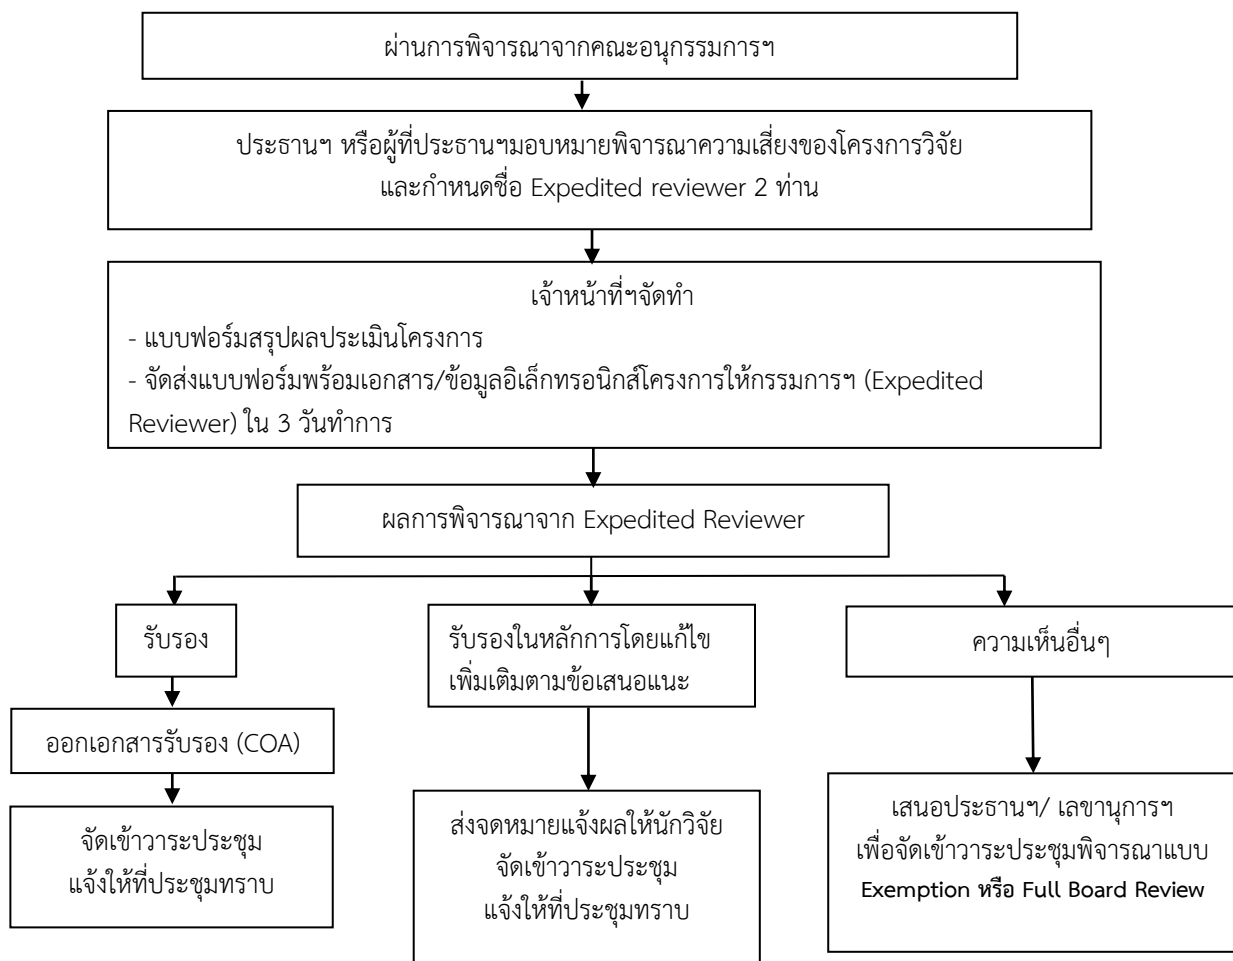 ผ่านการพิจารณาจากคณะอนุกรรมการฯ
ประธานฯ หรือผู้ที่ประธานฯมอบหมายพิจารณาความเสี่ยงของโครงการวิจัย
และกำหนดชื่อ Expedited reviewer 2 ท่าน
เจ้าหน้าที่ฯจัดทำ
- แบบฟอร์มสรุปผลประเมินโครงการ
- จัดส่งแบบฟอร์มพร้อมเอกสาร/ข้อมูลอิเล็กทรอนิกส์โครงการให้กรรมการฯ (Expedited
Reviewer) ใน 3 วันทำการ
ผลการพิจารณาจาก Expedited Reviewer
รับรอง
ออกเอกสารรับรอง (COA)
จัดเข้าวาระประชุม
แจ้งให้ที่ประชุมทราบ
รับรองในหลักการโดยแก้ไข
เพิ่มเติมตามข้อเสนอแนะ
ส่งจดหมายแจ้งผลให้นักวิจัย
จัดเข้าวาระประชุม
แจ้งให้ที่ประชุมทราบ
ความเห็นอื่นๆ
เสนอประธานฯ/ เลขานุการฯ
เพื่อจัดเข้าวาระประชุมพิจารณาแบบ
Exemption หรือ Full Board Review